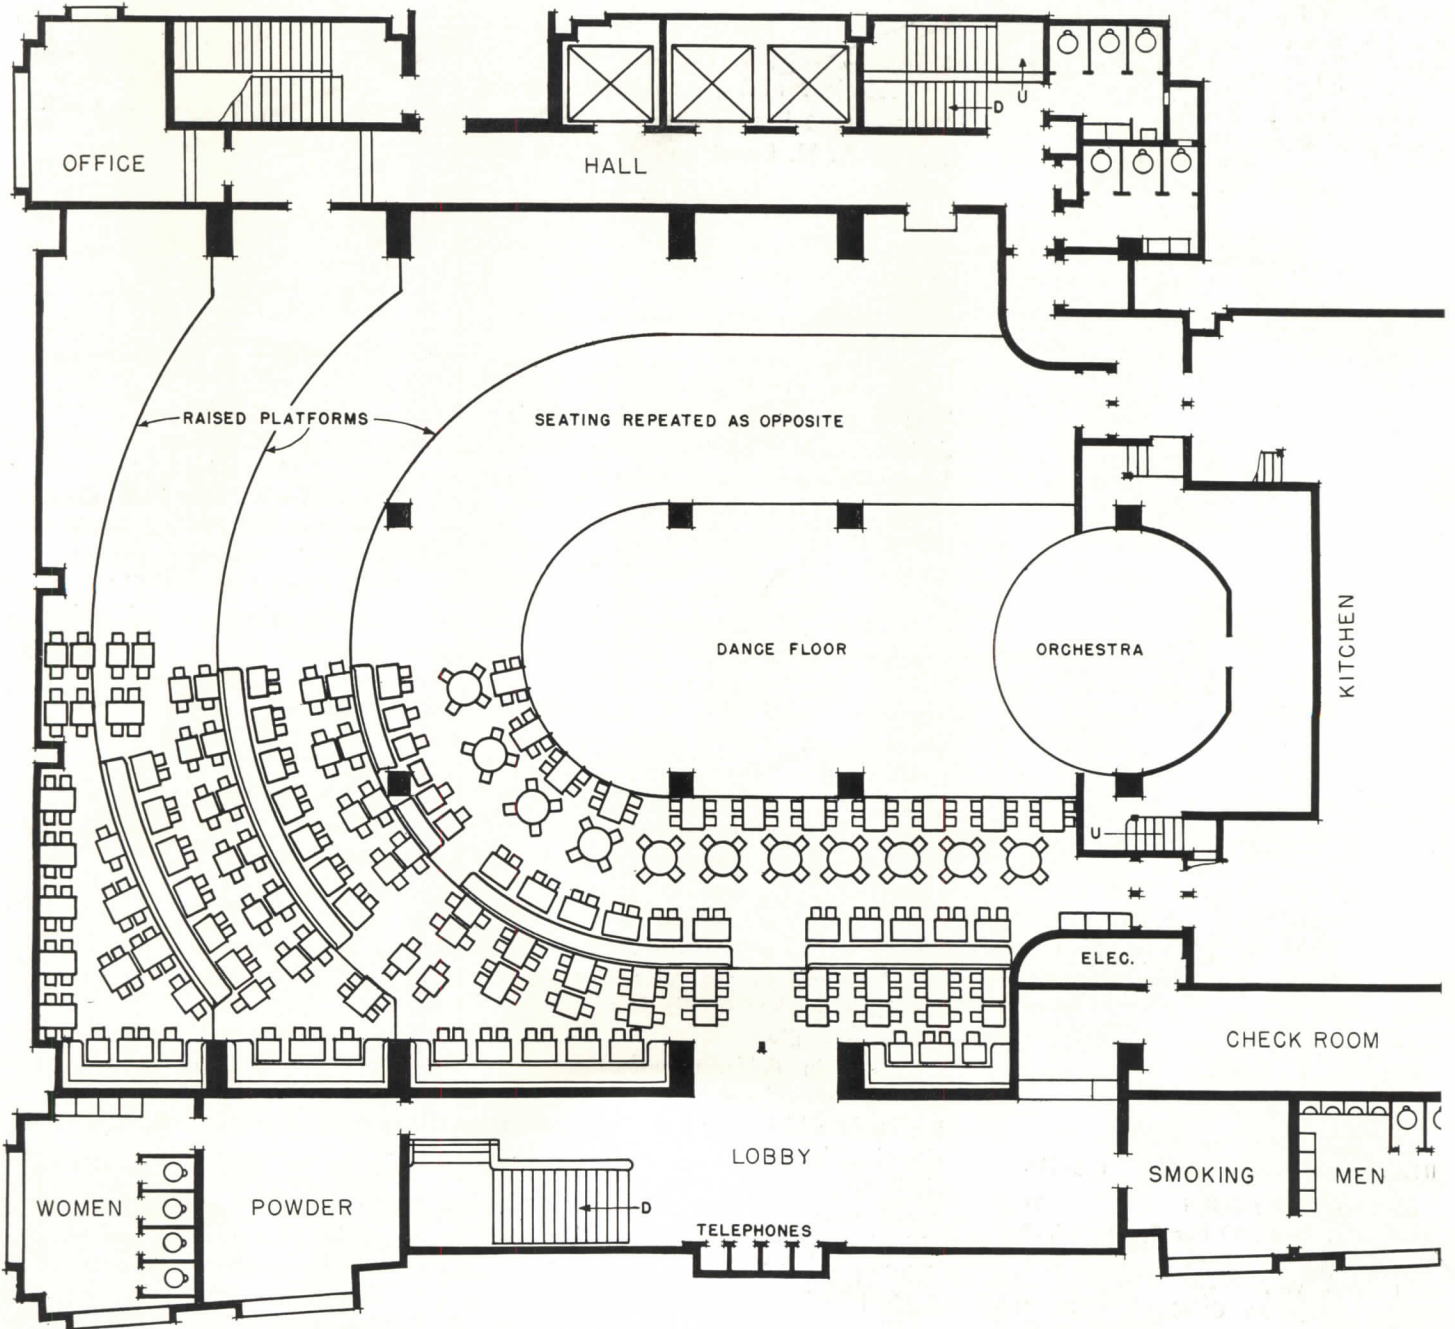 U
D
OFFICE
HALL
RAISED PLATFORMS
SEATING REPEATED AS OPPOSITE
DANCE FLOOR
ORCHESTRA
KITCHEN
U
ELEC.
CHECK ROOM
LOBBY
SMOKING
MEN
WOMEN
POWDER
D
TELEPHONES